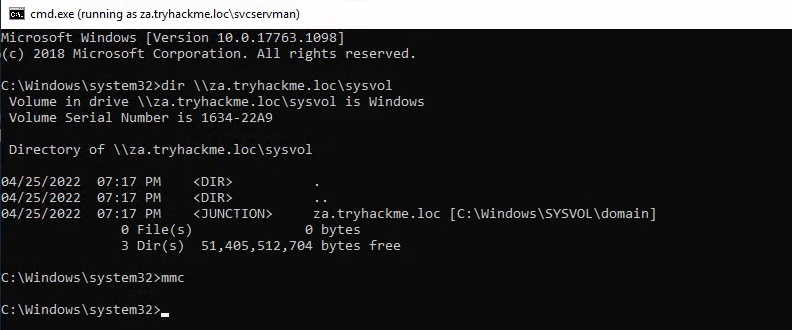 cmd.exe (running as za.tryhackme.loc\svcservman)
Microsoft Windows [Version 10.0.17763.1098]
(c) 2018 Microsoft Corporation. All rights reserved.
C:\Windows\system32>dir \\za.tryhackme.loc\sysvol
 Volume in drive \\za.tryhackme.loc\sysvol is Windows
 Volume Serial Number is 1634-22A9
 Directory of \\za.tryhackme.loc\sysvol
04/25/2022  07:17 PM    <DIR>          .
04/25/2022  07:17 PM    <DIR>          ..
04/25/2022  07:17 PM    <JUNCTION>     za.tryhackme.loc [C:\Windows\SYSVOL\domain]
               0 File(s)              0 bytes
               3 Dir(s)  51,405,512,704 bytes free
C:\Windows\system32>mmc
C:\Windows\system32>